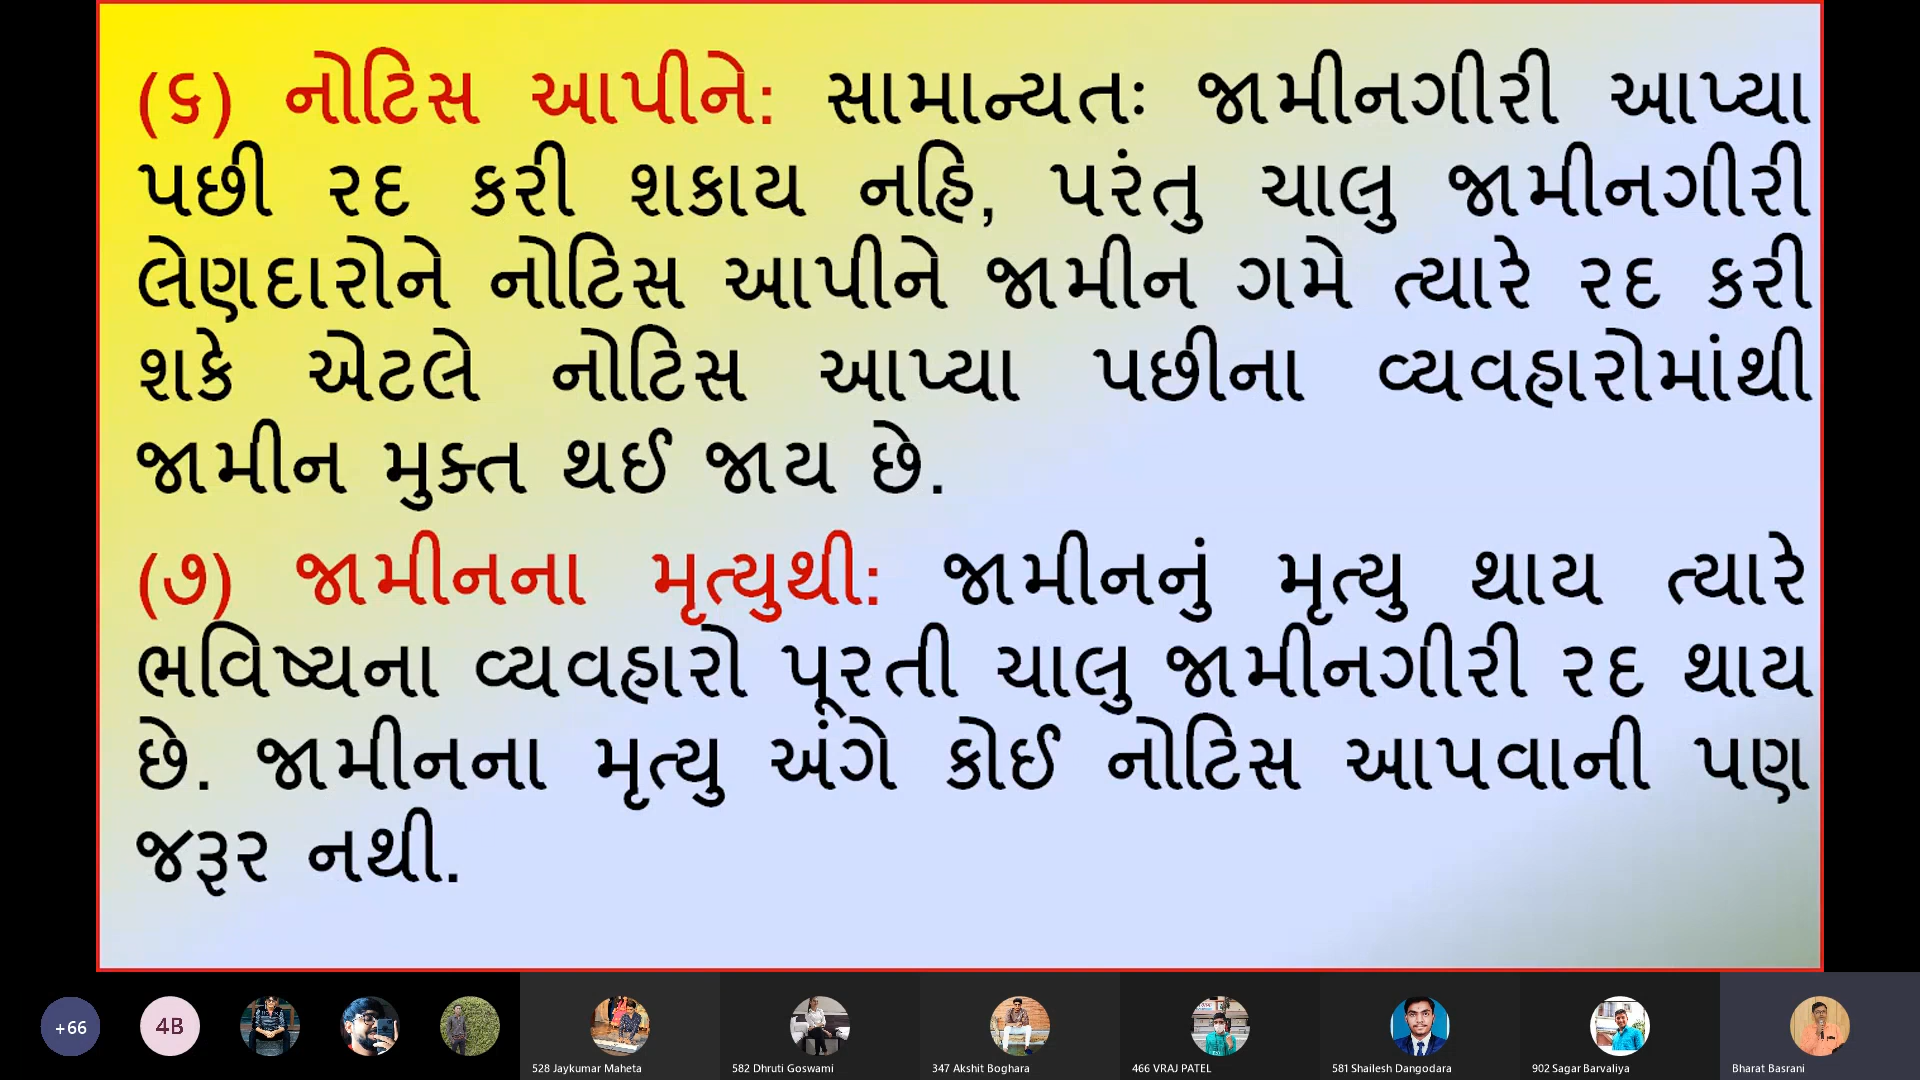 (૬) નોટિસ આપીને: સામાન્યતઃ જામીનગીરી આપ્યા
પછી રદ કરી શકાય નહિ, પરંતુ ચાલુ જામીનગીરી
લેણદારોને નોટિસ આપીને જામીન ગમે ત્યારે રદ કરી
શકે એટલે નોટિસ આપ્યા પછીના વ્યવહારોમાંથી
જામીન મુક્ત થઈ જાય છે.
(૭) જામીનના મૃત્યુથી: જામીનનું મૃત્યુ થાય ત્યારે
ભવિષ્યના વ્યવહારો પૂરતી ચાલુ જામીનગીરી રદ થાય
છે. જામીનના મૃત્યુ અંગે કોઈ નોટિસ આપવાની પણ
જરૂર નથી.
+66
4B
528 Jaykumar Maheta
582 Dhruti Goswami
347 Akshit Boghara
466 VRAJ PATEL
581 Shailesh Dangodara
902 Sagar Barvaliya
Bharat Basrani